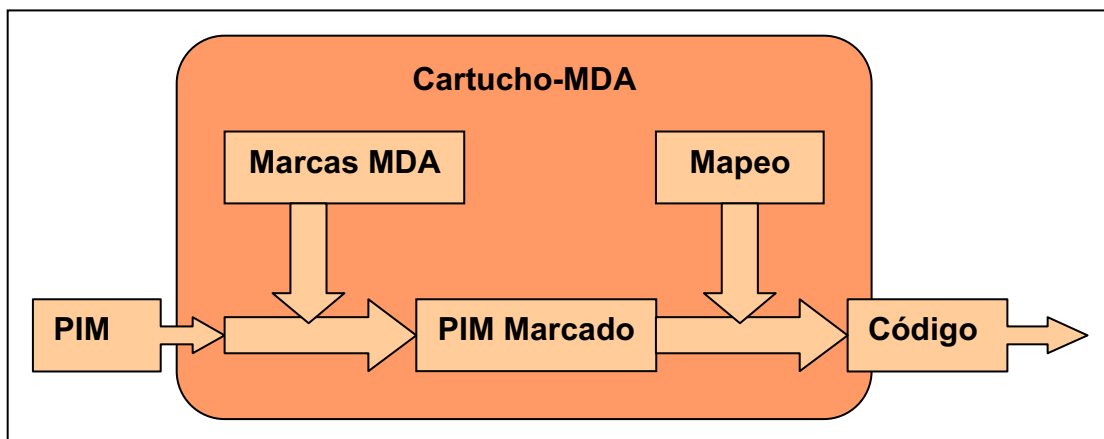 Cartucho-MDA
Marcas MDA
Mapeo
PIM
PIM Marcado
Código